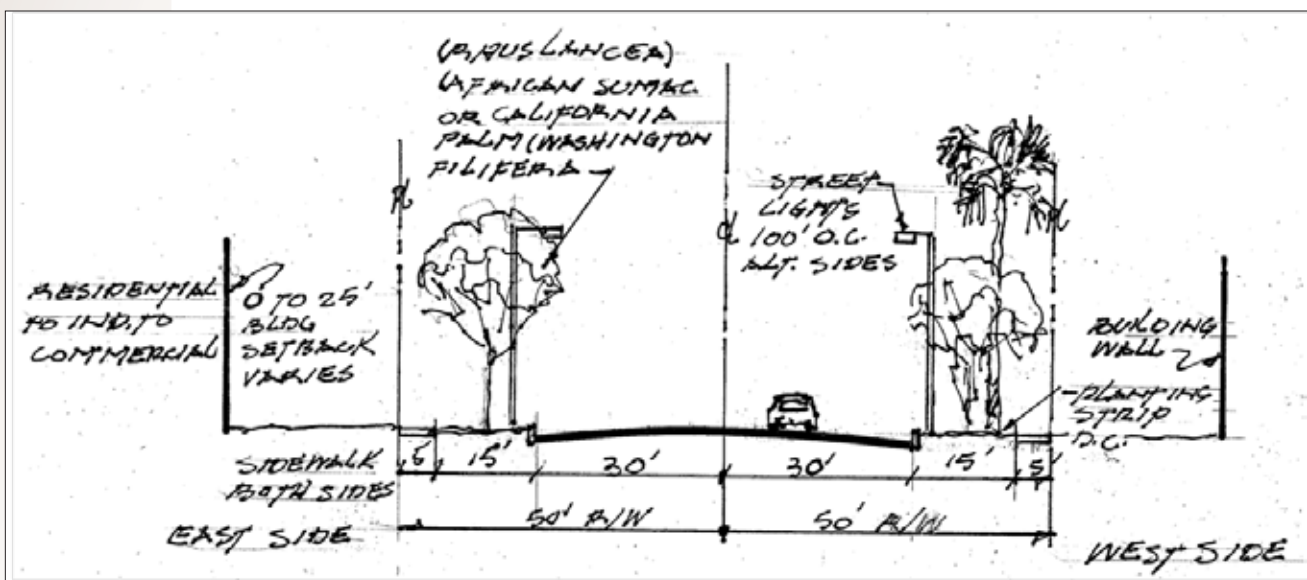 (RHUS LANCEA)
(AFRICAN SUMAC
OR CALIFORNIA
PALM (WASHINGTON
FILIFERA
STREET
LIGHTS
100' O.C.
ALT. SIDES
RESIDENTIAL
TO IND. TO
COMMERCIAL
0 TO 25'
BLDG
SETBACK
VARIES
BUILDING
WALL
PLANTING
STRIP
D.C.
SIDEWALK
BOTH SIDES
5' 15' 30' 30' 15' 5'
50' R/W 50' R/W
EAST SIDE
WEST SIDE